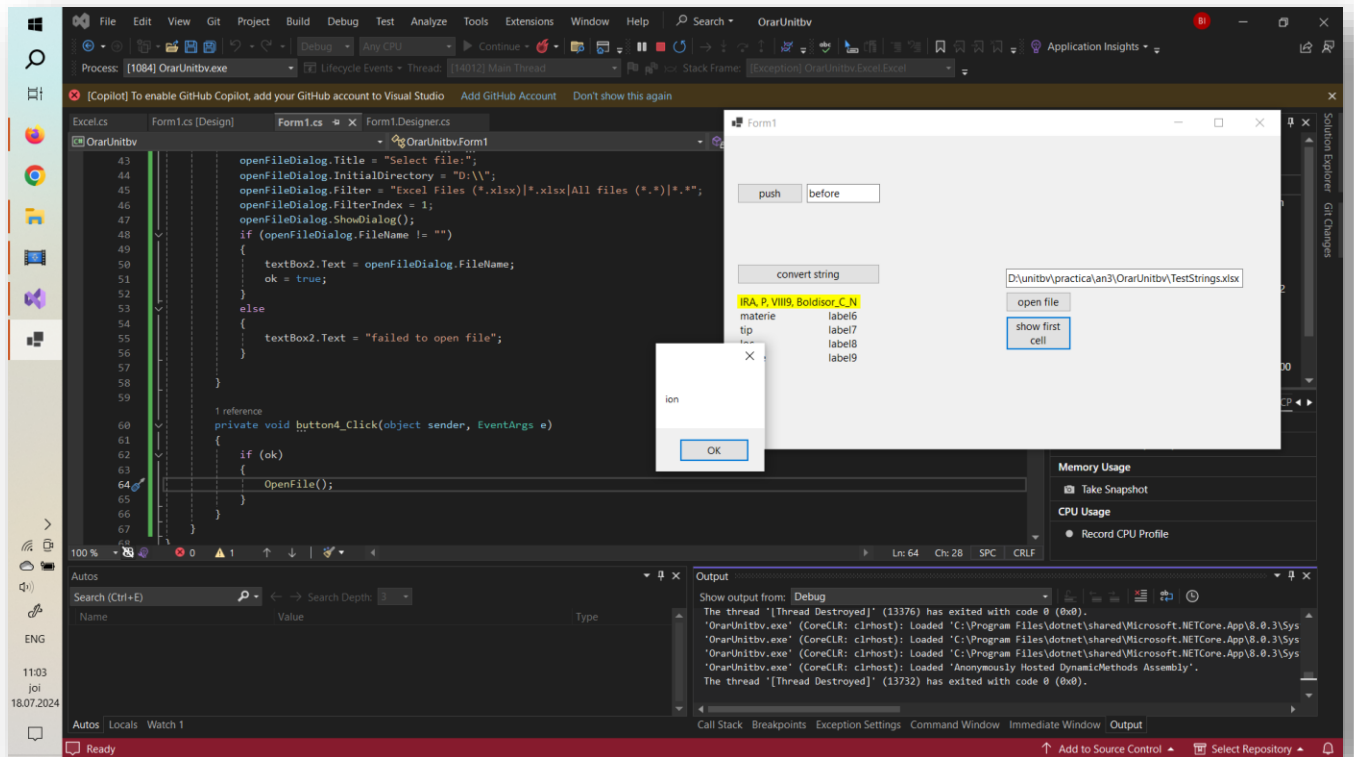 File Edit View Git Project Build Debug Test Analyze Tools Extensions Window Help Search OrarUnitbv BI
Debug Any CPU Continue Application Insights
Process: [1084] OrarUnitbv.exe Lifecycle Events Thread: [14012] Main Thread Stack Frame: [Exception] OrarUnitbv.Excel.Excel
[Copilot] To enable GitHub Copilot, add your GitHub account to Visual Studio Add GitHub Account Don't show this again
Excel.cs Form1.cs [Design] Form1.cs Form1.Designer.cs
OrarUnitbv OrarUnitbv.Form1
43 openFileDialog.Title = "Select file:";
44 openFileDialog.InitialDirectory = "D:\\";
45 openFileDialog.Filter = "Excel Files (*.xlsx)|*.xlsx|All files (*.*)|*.*";
46 openFileDialog.FilterIndex = 1;
47 openFileDialog.ShowDialog();
48 if (openFileDialog.FileName != "")
49 {
50 textBox2.Text = openFileDialog.FileName;
51 ok = true;
52 }
53 else
54 {
55 textBox2.Text = "failed to open file";
56 }
57
58 }
59
1 reference
60 private void button4_Click(object sender, EventArgs e)
61 {
62 if (ok)
63 {
64 OpenFile();
65 }
66 }
67 }
68 }
100 % 0 1 Ln: 64 Ch: 28 SPC CRLF
Form1
push before
convert string
IRA, P, VIII9, Boldisor_C_N
materie label6
tip label7
label8
label9
D:\unitbv\practica\an3\OrarUnitbv\TestStrings.xlsx
open file
show first
cell
ion
OK
Solution Explorer
Git Changes
Memory Usage
Take Snapshot
CPU Usage
Record CPU Profile
Autos
Search (Ctrl+E) Search Depth: 3
Name Value Type
Autos Locals Watch 1
Output
Show output from: Debug
The thread '[Thread Destroyed]' (13376) has exited with code 0 (0x0).
'OrarUnitbv.exe' (CoreCLR: clrhost): Loaded 'C:\Program Files\dotnet\shared\Microsoft.NETCore.App\8.0.3\Sys
'OrarUnitbv.exe' (CoreCLR: clrhost): Loaded 'C:\Program Files\dotnet\shared\Microsoft.NETCore.App\8.0.3\Sys
'OrarUnitbv.exe' (CoreCLR: clrhost): Loaded 'C:\Program Files\dotnet\shared\Microsoft.NETCore.App\8.0.3\Sys
'OrarUnitbv.exe' (CoreCLR: clrhost): Loaded 'Anonymously Hosted DynamicMethods Assembly'.
The thread '[Thread Destroyed]' (13732) has exited with code 0 (0x0).
Call Stack Breakpoints Exception Settings Command Window Immediate Window Output
Ready Add to Source Control Select Repository
ENG
11:03
joi
18.07.2024